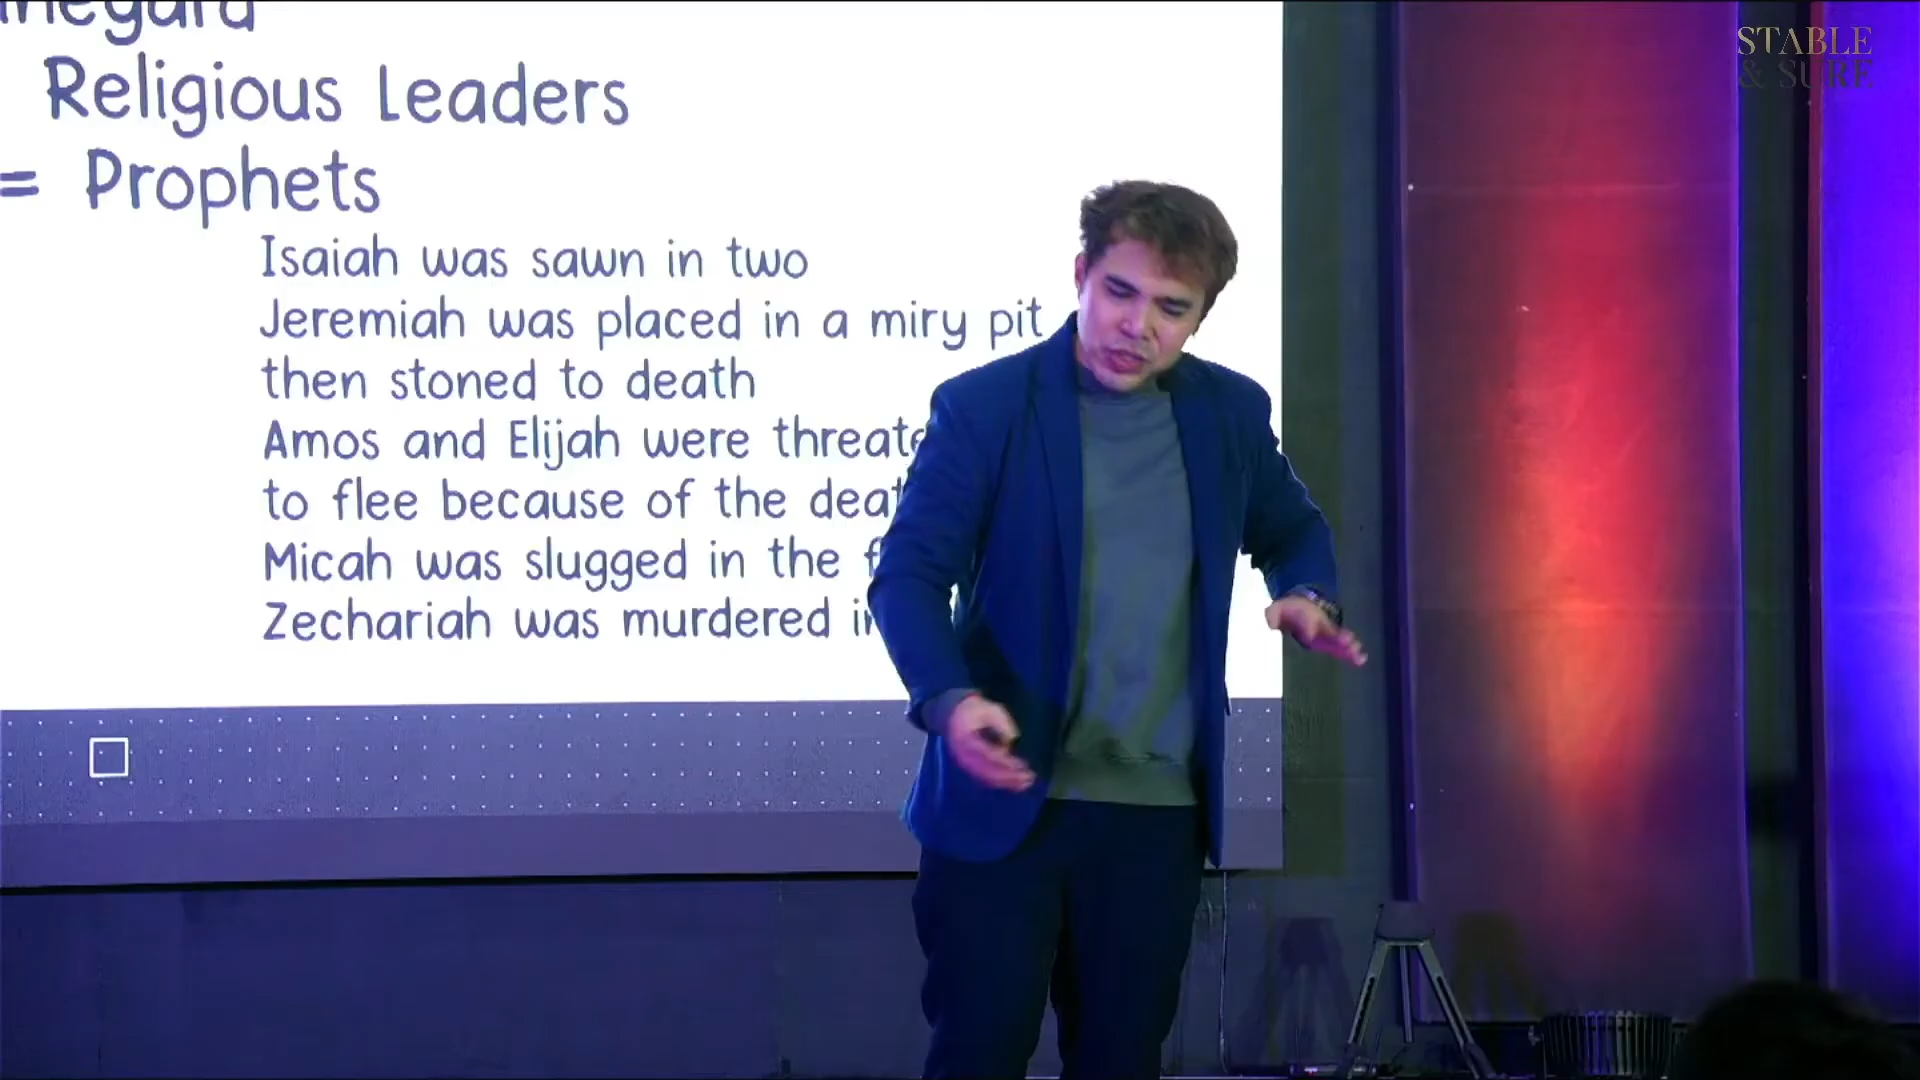 Religious Leaders
= Prophets
Isaiah was sawn in two
Jeremiah was placed in a miry pit
then stoned to death
Amos and Elijah were
to flee because of the
Micah was slugged in the
Zechariah was murdered
STABLE
& SURE